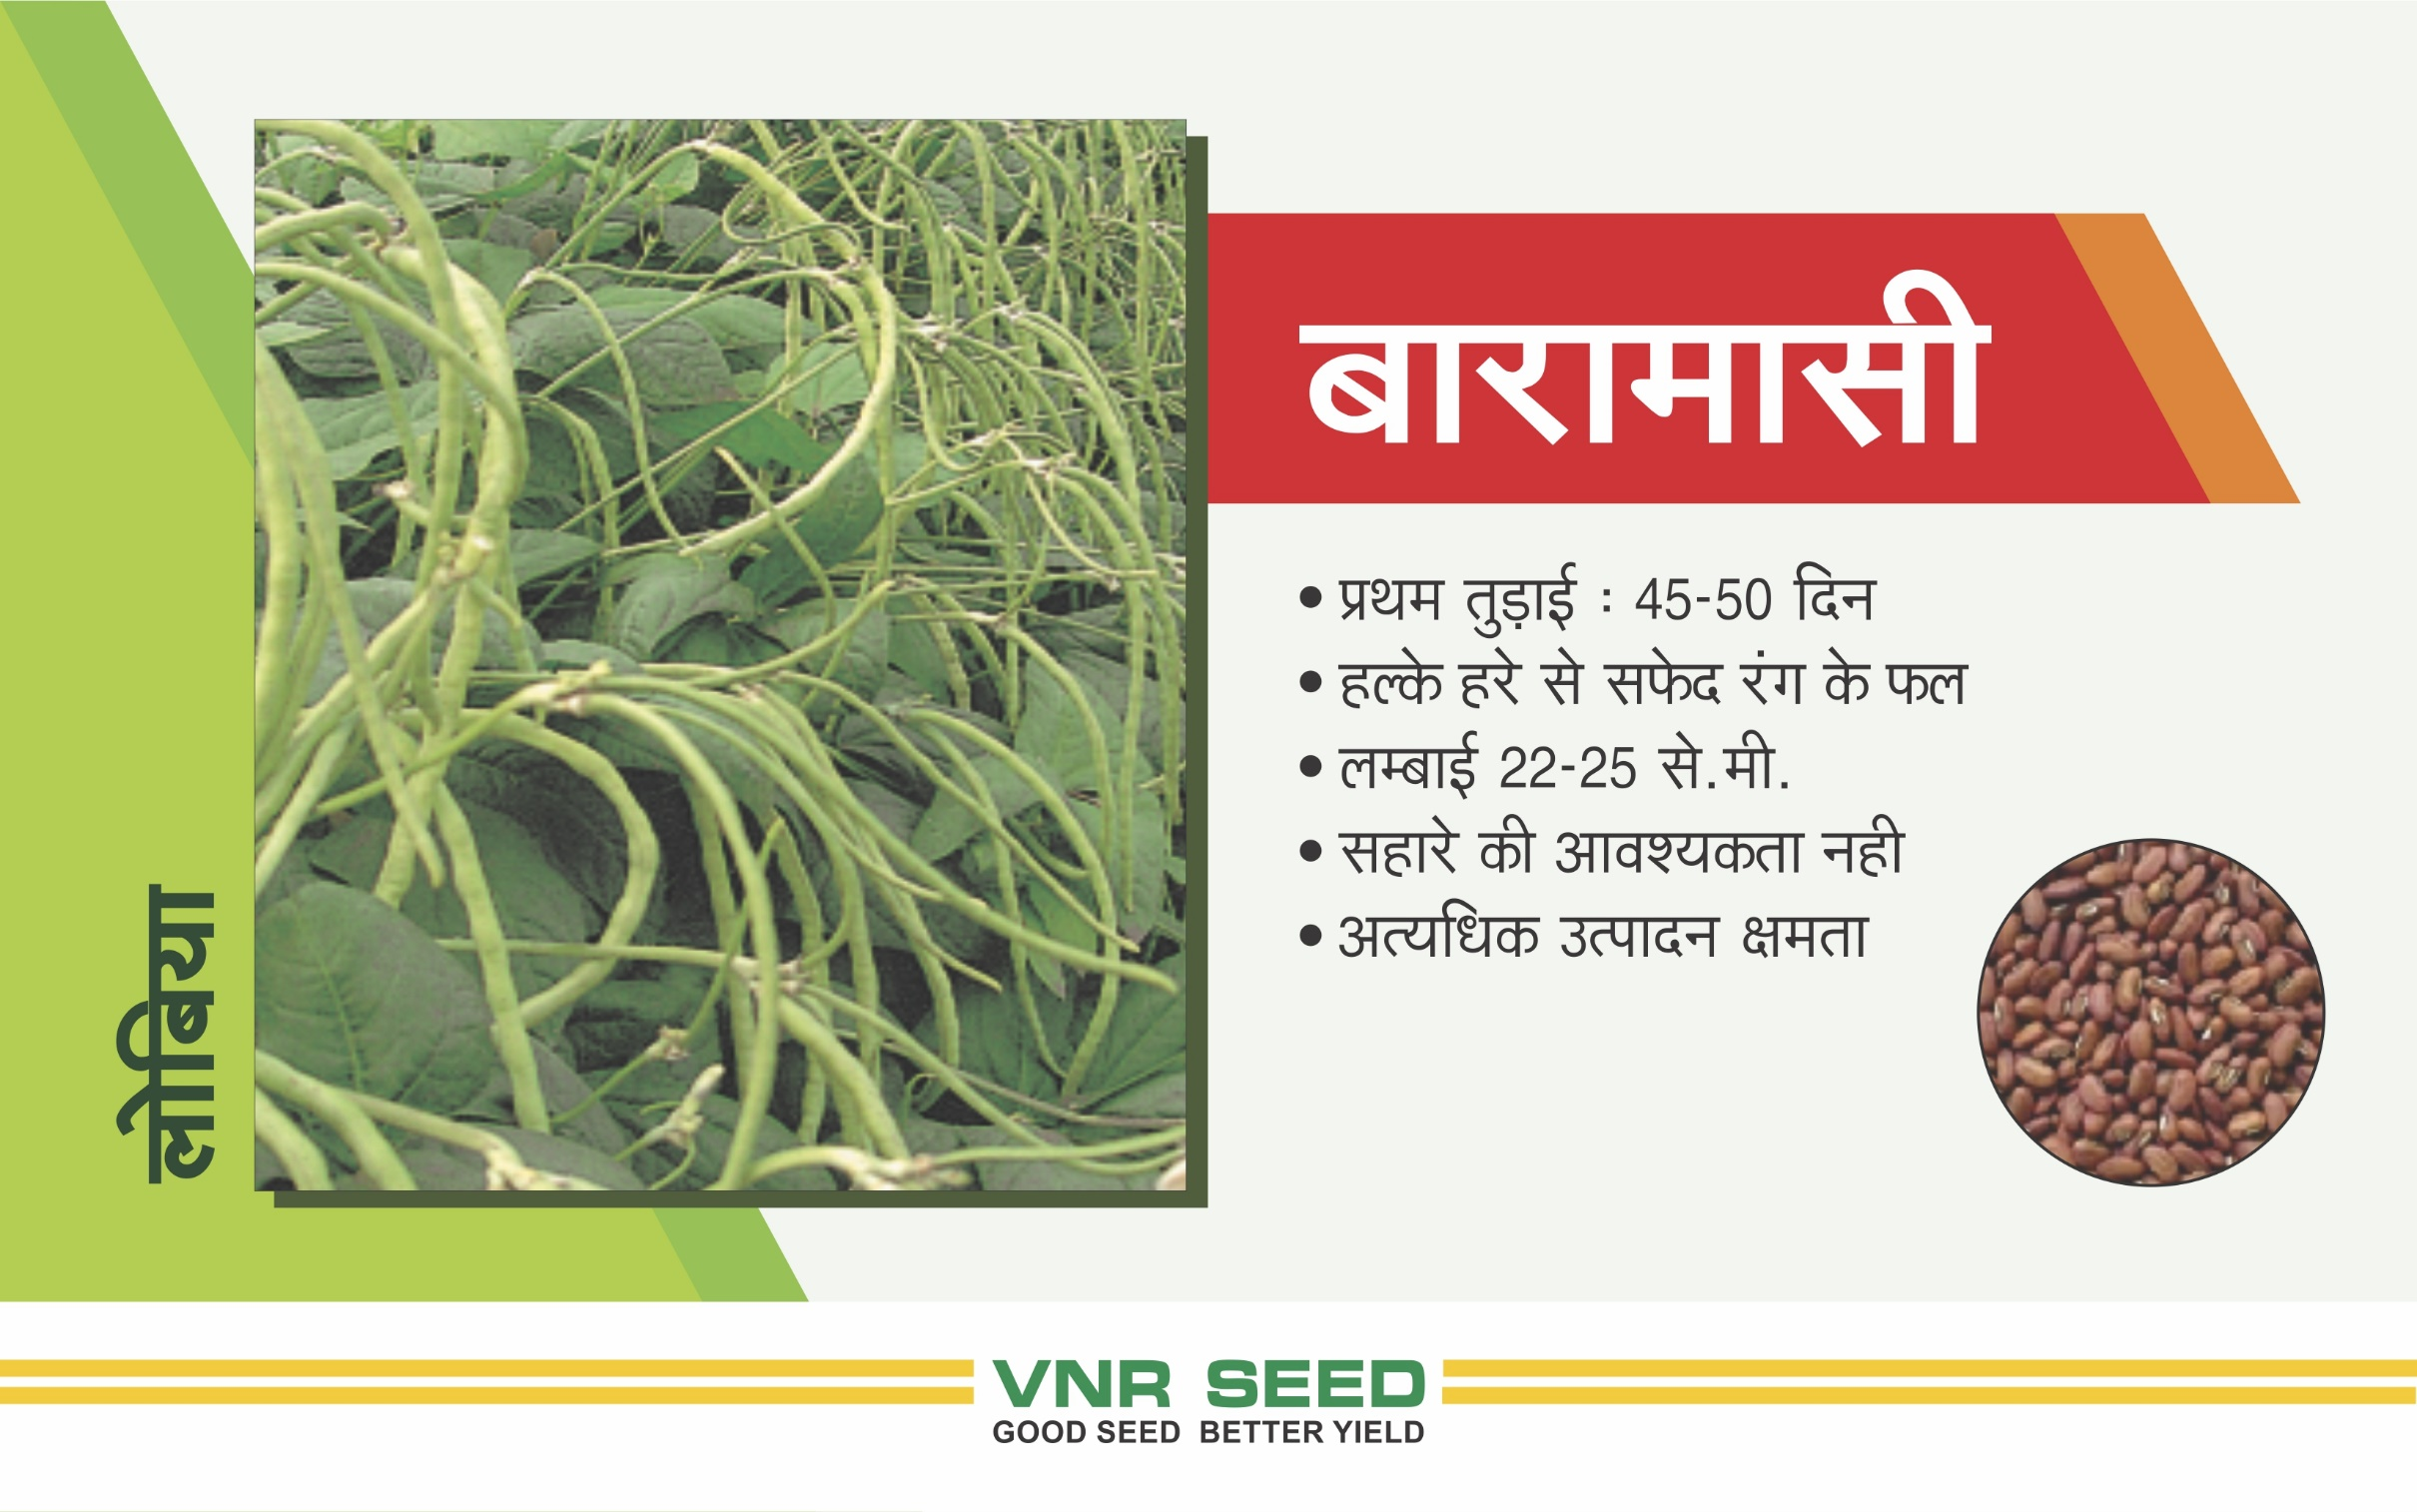 लोबिया
बारामासी
• प्रथम तुड़ाई : 45-50 दिन
• हल्के हरे से सफेद रंग के फल
• लम्बाई 22-25 से.मी.
• सहारे की आवश्यकता नही
• अत्याधिक उत्पादन क्षमता
VNR SEED
GOOD SEED BETTER YIELD